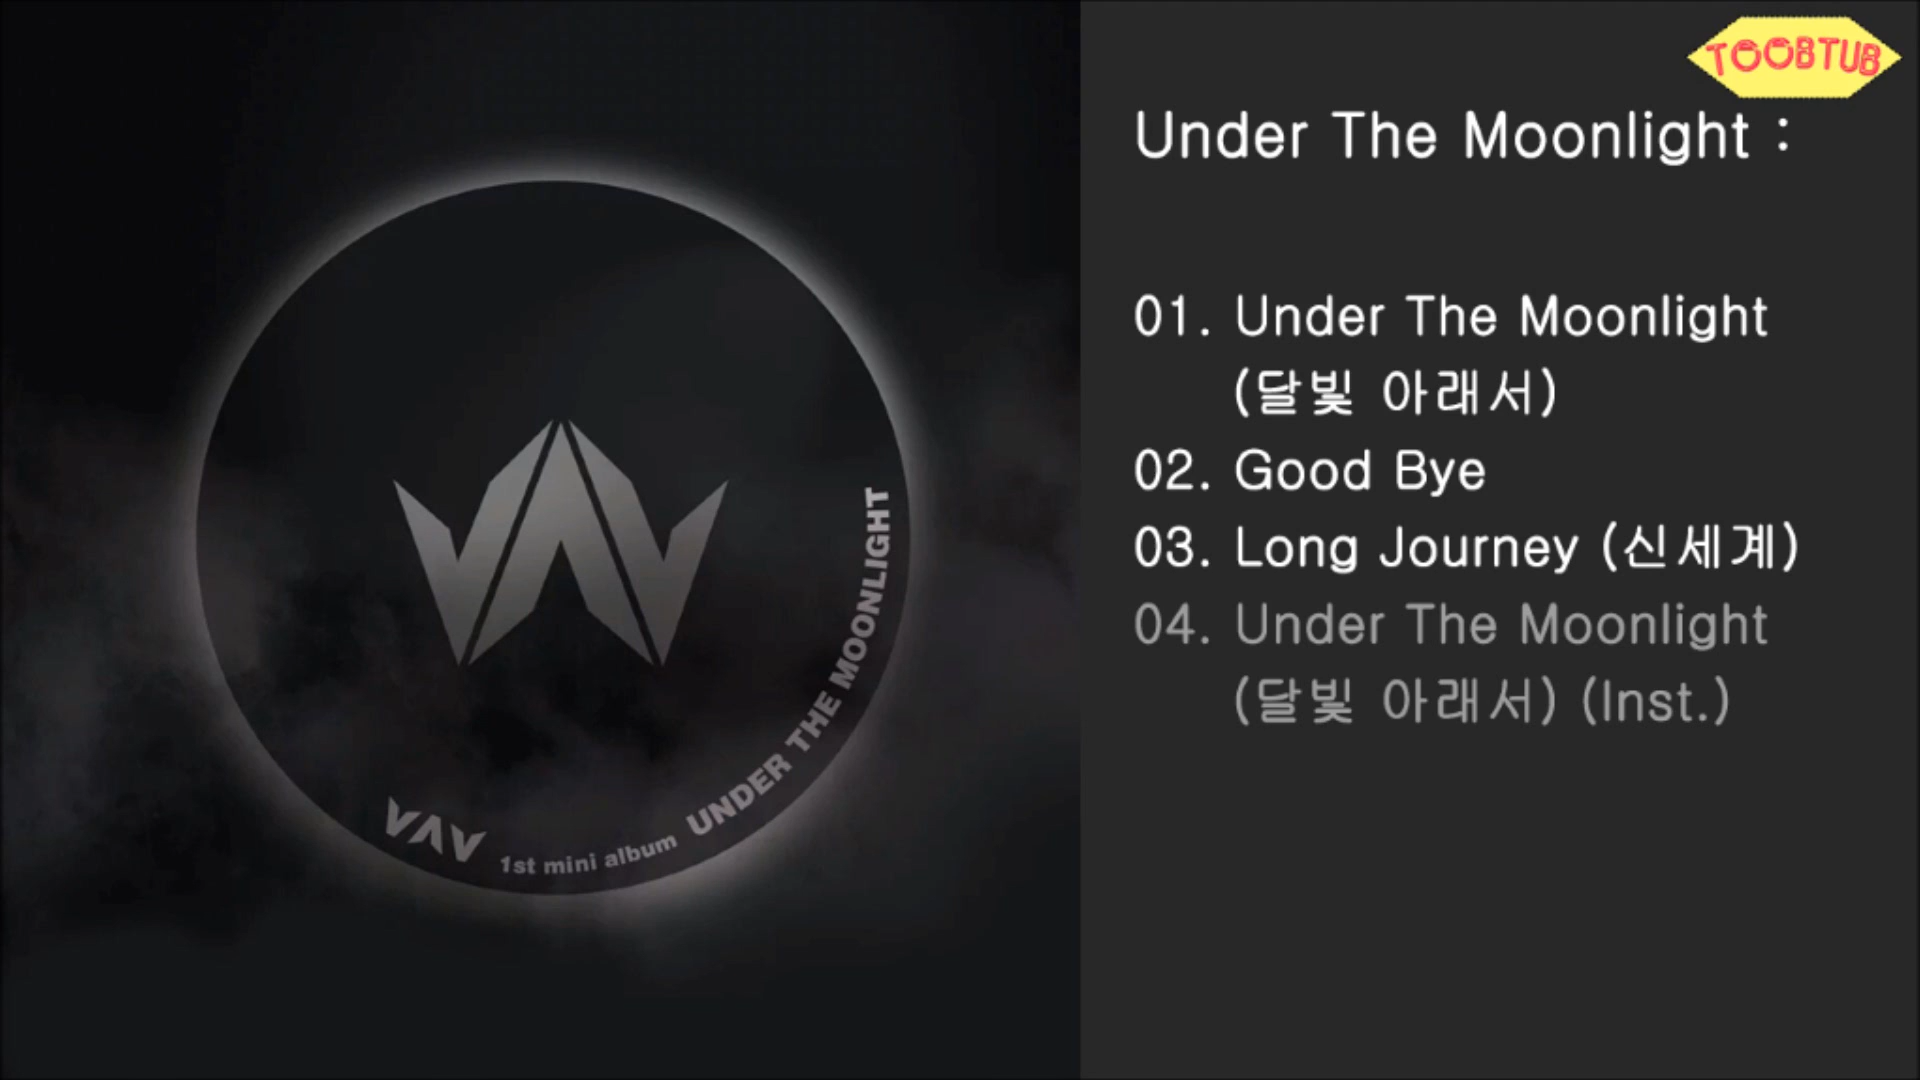 TOOBTUB
Under The Moonlight :
01. Under The Moonlight
(달빛 아래서)
02. Good Bye
03. Long Journey (신세계)
04. Under The Moonlight
(달빛 아래서) (Inst.)
VAV 1st mini album UNDER THE MOONLIGHT